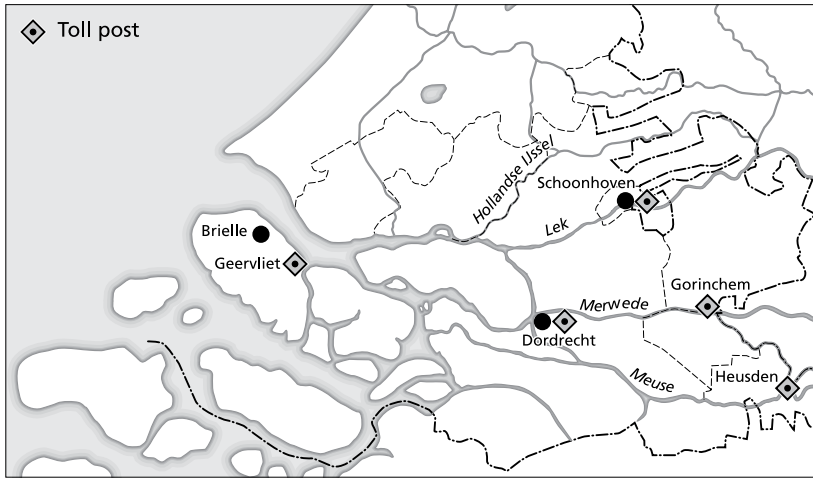 Toll post
Hollandse IJssel
Schoonhoven
Lek
Brielle
Geervliet
Gorinchem
Merwede
Dordrecht
Meuse
Heusden